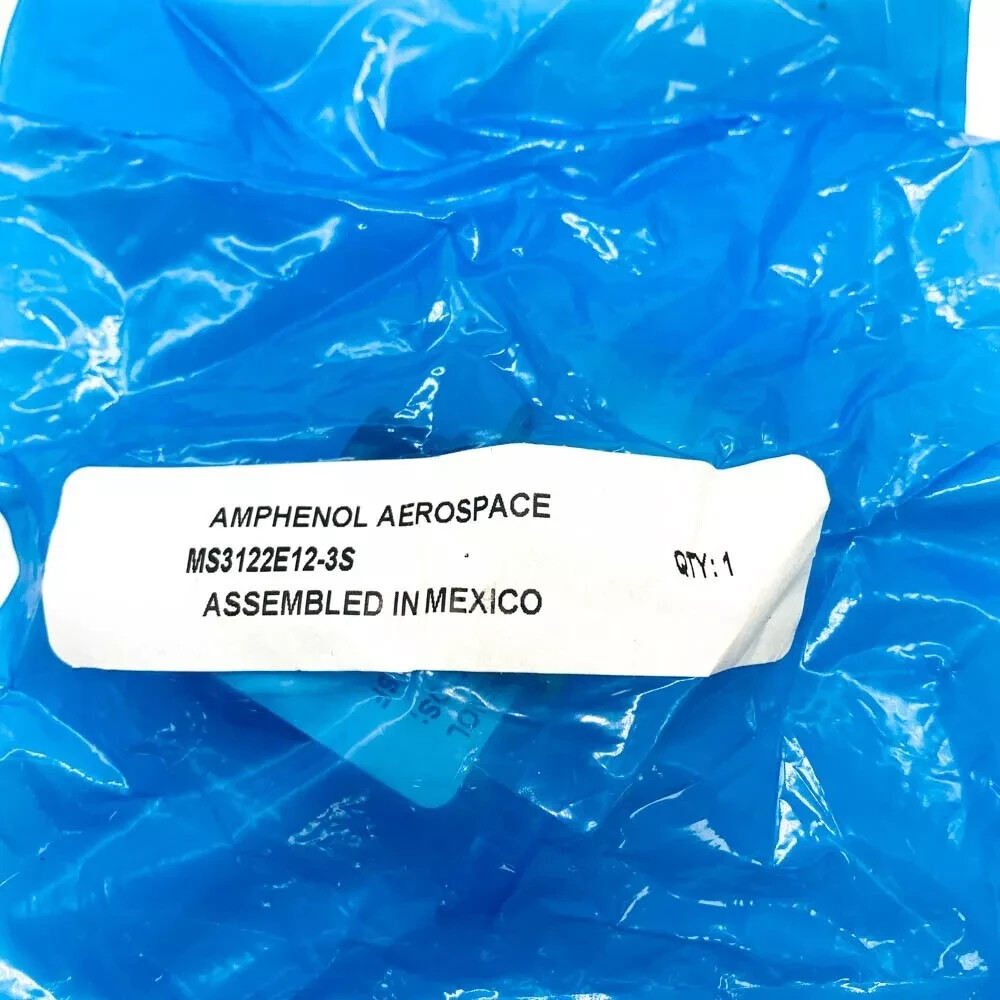 AMPHENOL AEROSPACE
MS3122E12-3S QTY: 1
ASSEMBLED IN MEXICO